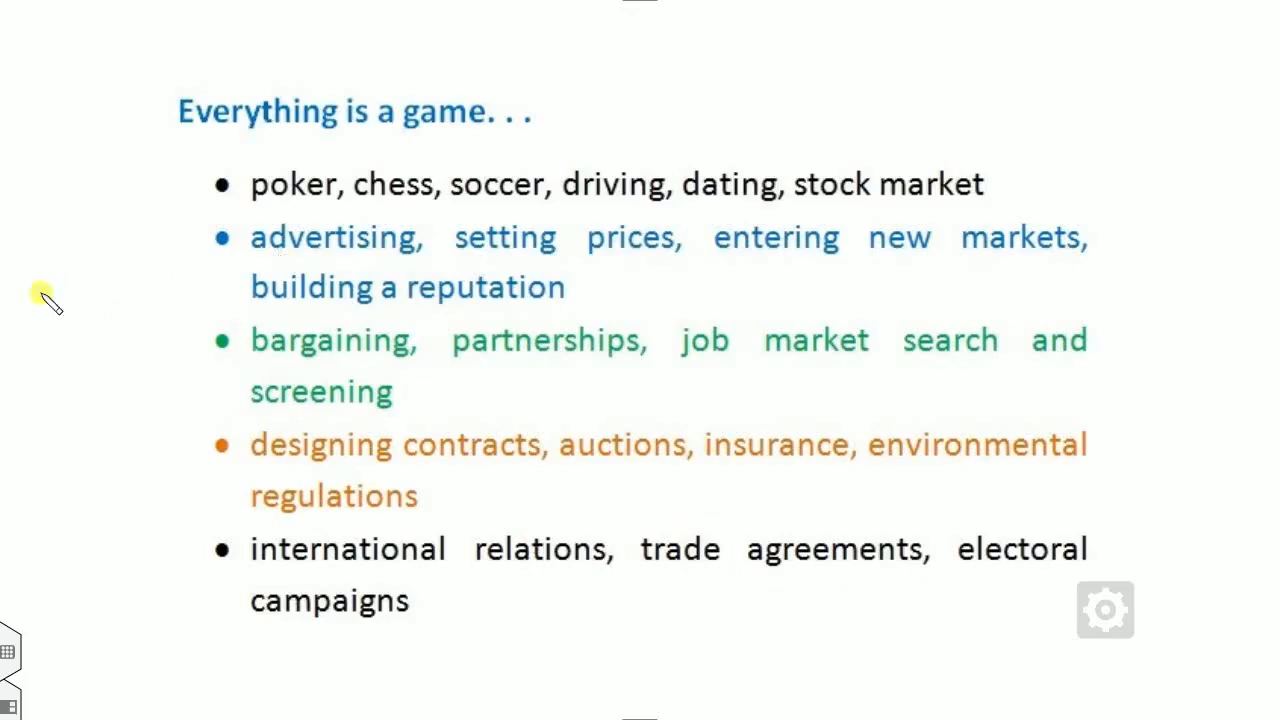 Everything is a game. . .
• poker, chess, soccer, driving, dating, stock market
• advertising, setting prices, entering new markets,
building a reputation
• bargaining, partnerships, job market search and
screening
• designing contracts, auctions, insurance, environmental
regulations
• international relations, trade agreements, electoral
campaigns